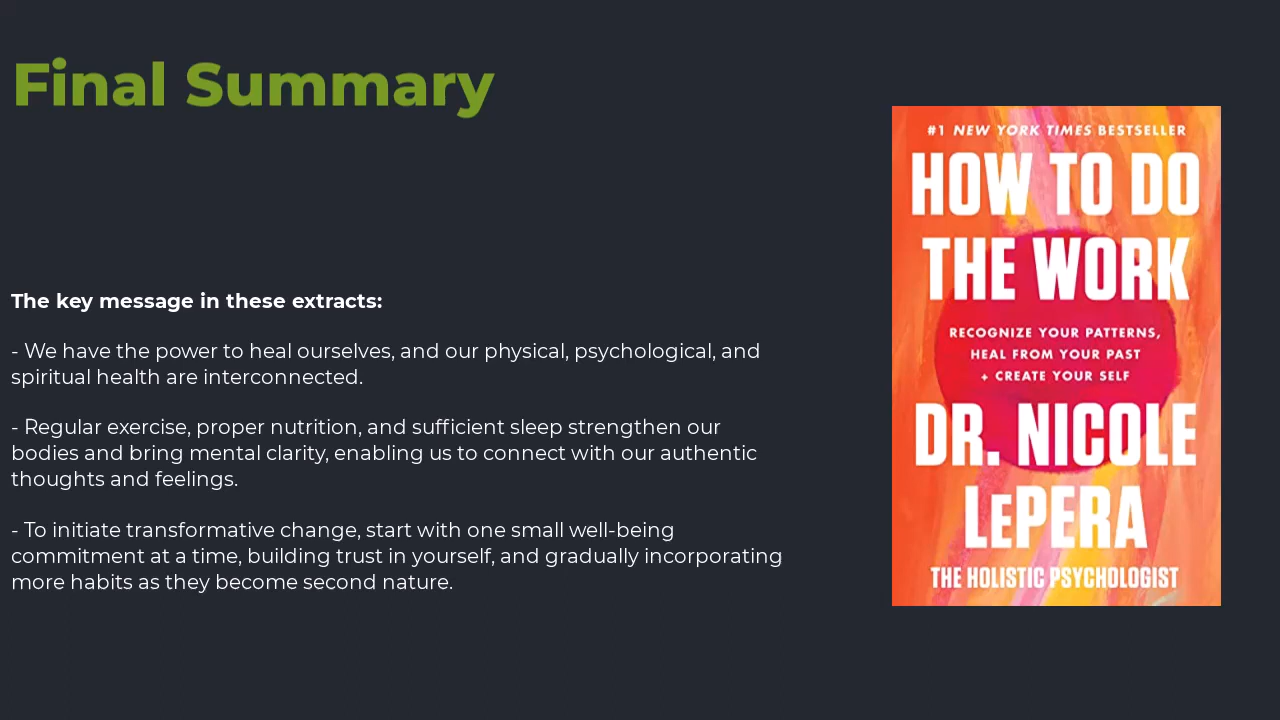 Final Summary
The key message in these extracts:
- We have the power to heal ourselves, and our physical, psychological, and
spiritual health are interconnected.
- Regular exercise, proper nutrition, and sufficient sleep strengthen our
bodies and bring mental clarity, enabling us to connect with our authentic
thoughts and feelings.
- To initiate transformative change, start with one small well-being
commitment at a time, building trust in yourself, and gradually incorporating
more habits as they become second nature.
#1 NEW YORK TIMES BESTSELLER
HOW TO DO
THE WORK
RECOGNIZE YOUR PATTERNS,
HEAL FROM YOUR PAST
+ CREATE YOUR SELF
DR. NICOLE
LePERA
THE HOLISTIC PSYCHOLOGIST